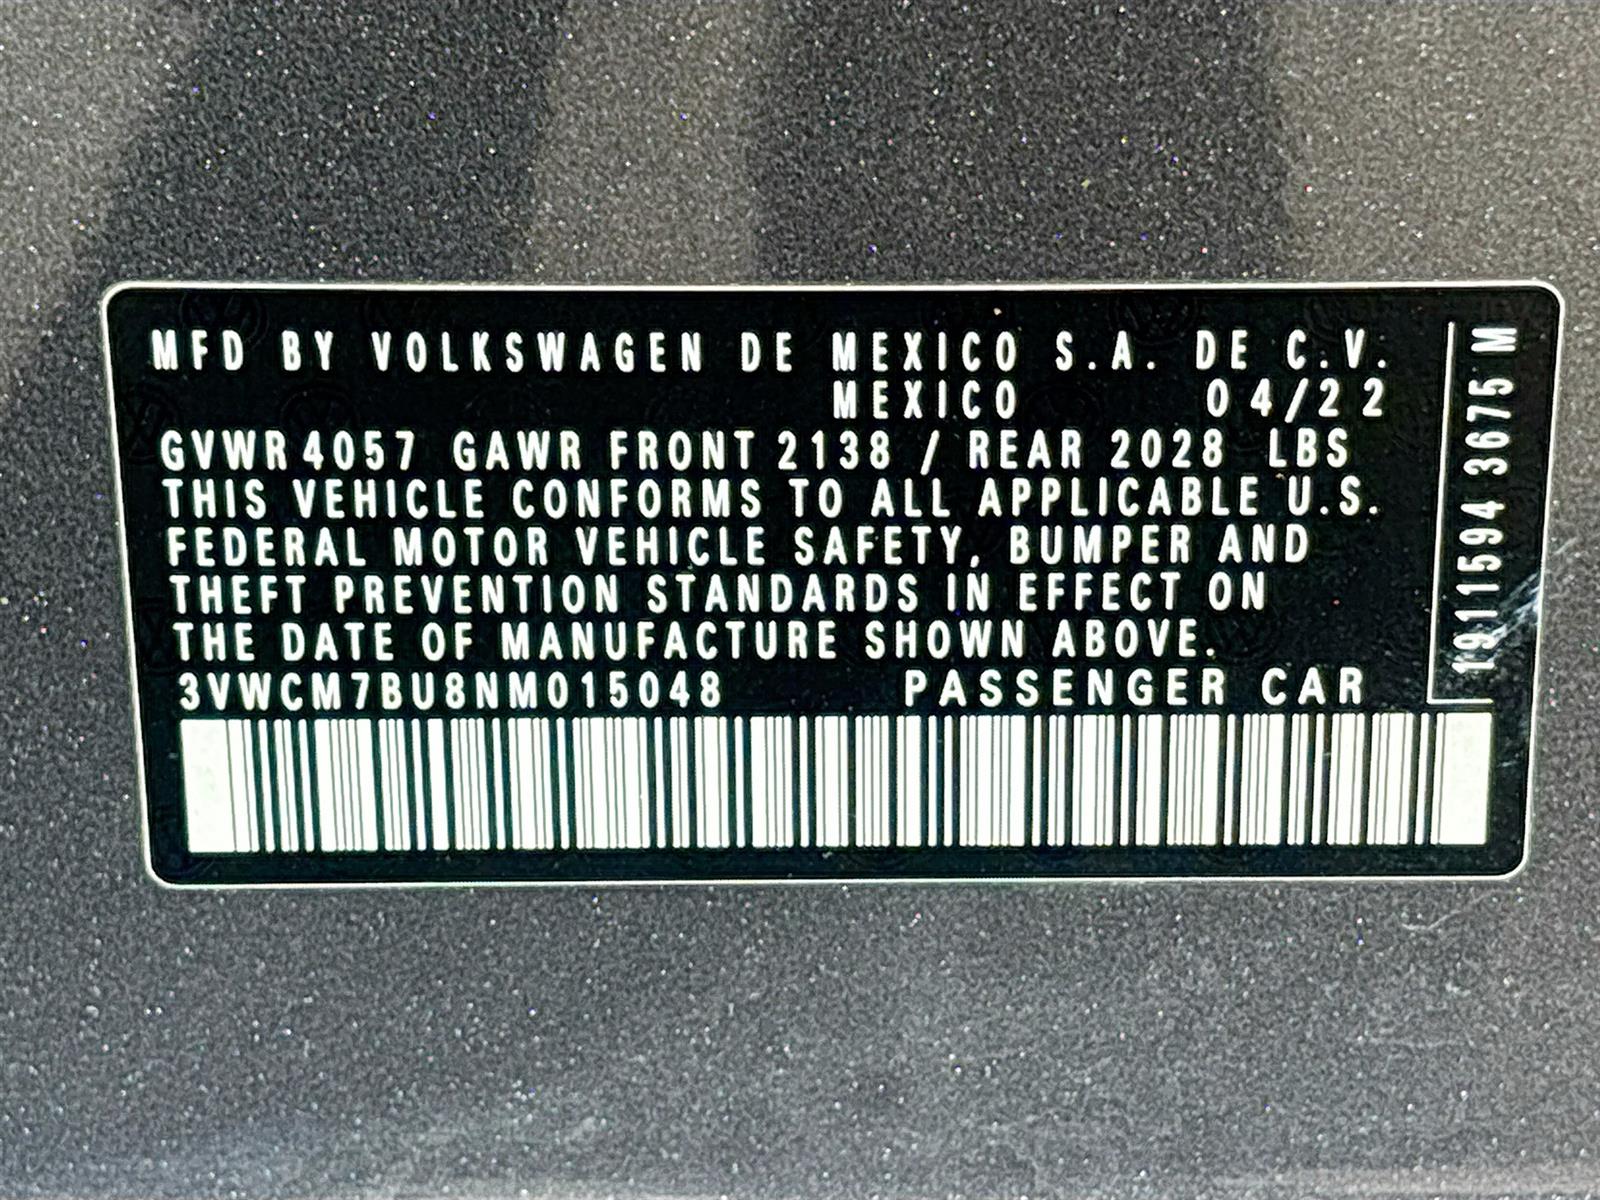 MFD BY VOLKSWAGEN DE MEXICO S.A. DE C.V.
MEXICO 04/22
GVWR 4057 GAWR FRONT 2138 / REAR 2028 LBS
THIS VEHICLE CONFORMS TO ALL APPLICABLE U.S.
FEDERAL MOTOR VEHICLE SAFETY, BUMPER AND
THEFT PREVENTION STANDARDS IN EFFECT ON
THE DATE OF MANUFACTURE SHOWN ABOVE.
3VWCM7BU8NM015048 PASSENGER CAR
1911594 3675 M